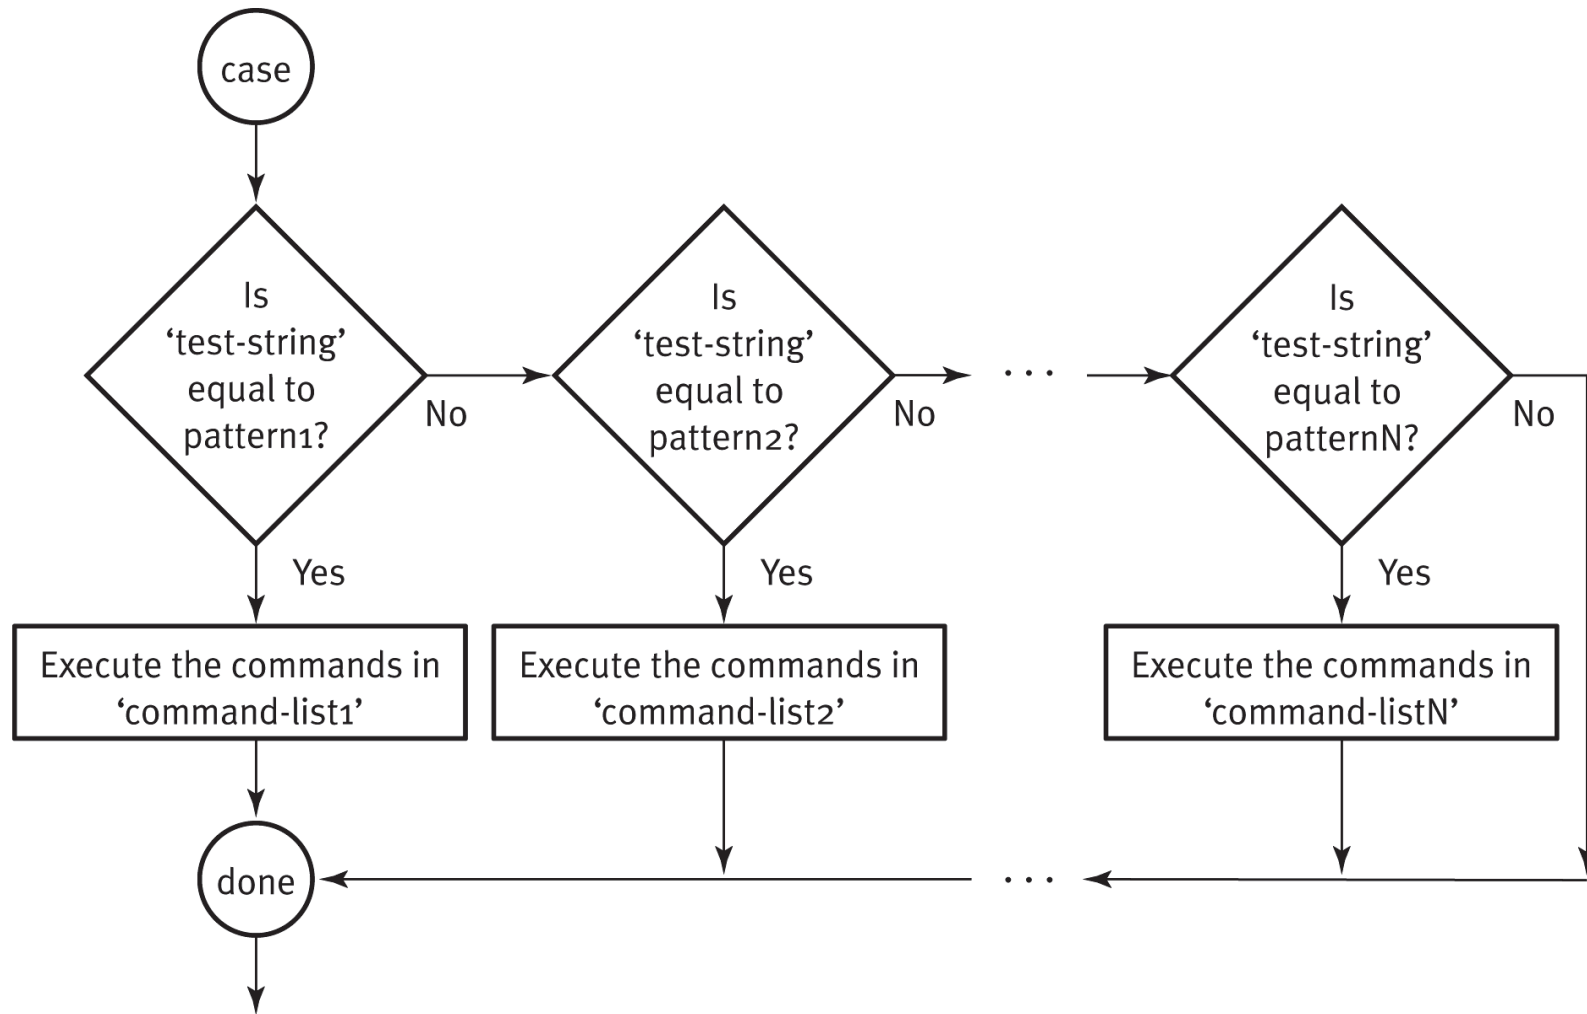 case
Is
‘test-string’
equal to
pattern1?
No
Is
‘test-string’
equal to
pattern2?
No
...
Is
‘test-string’
equal to
patternN?
No
Yes
Yes
Yes
Execute the commands in
‘command-list1’
Execute the commands in
‘command-list2’
Execute the commands in
‘command-listN’
done
...